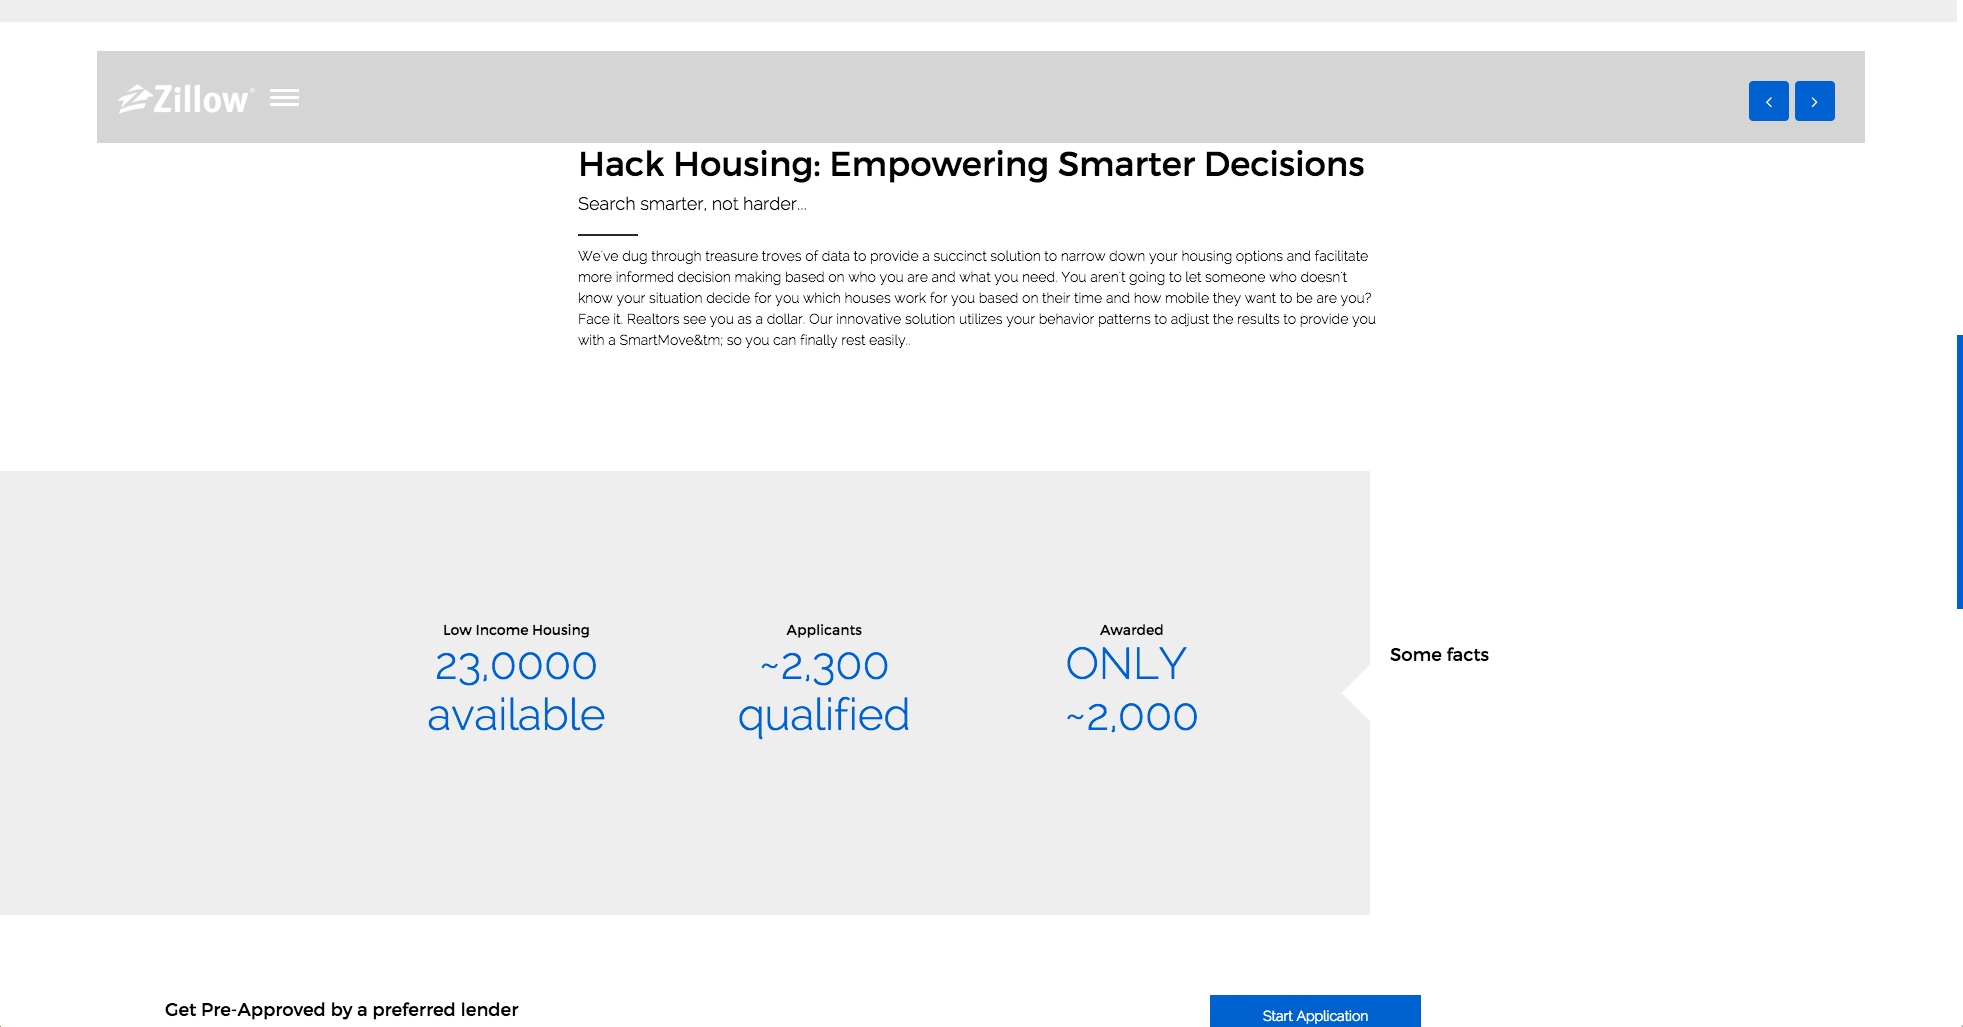 Zillow®
Hack Housing: Empowering Smarter Decisions
Search smarter, not harder...
We've dug through treasure troves of data to provide a succinct solution to narrow down your housing options and facilitate
more informed decision making based on who you are and what you need. You aren't going to let someone who doesn't
know your situation decide for you which houses work for you based on their time and how mobile they want to be are you?
Face it. Realtors see you as a dollar. Our innovative solution utilizes your behavior patterns to adjust the results to provide you
with a SmartMove&tm; so you can finally rest easily..
Low Income Housing
23,0000
available
Applicants
~2,300
qualified
Awarded
ONLY
~2,000
Some facts
Get Pre-Approved by a preferred lender
Start Application